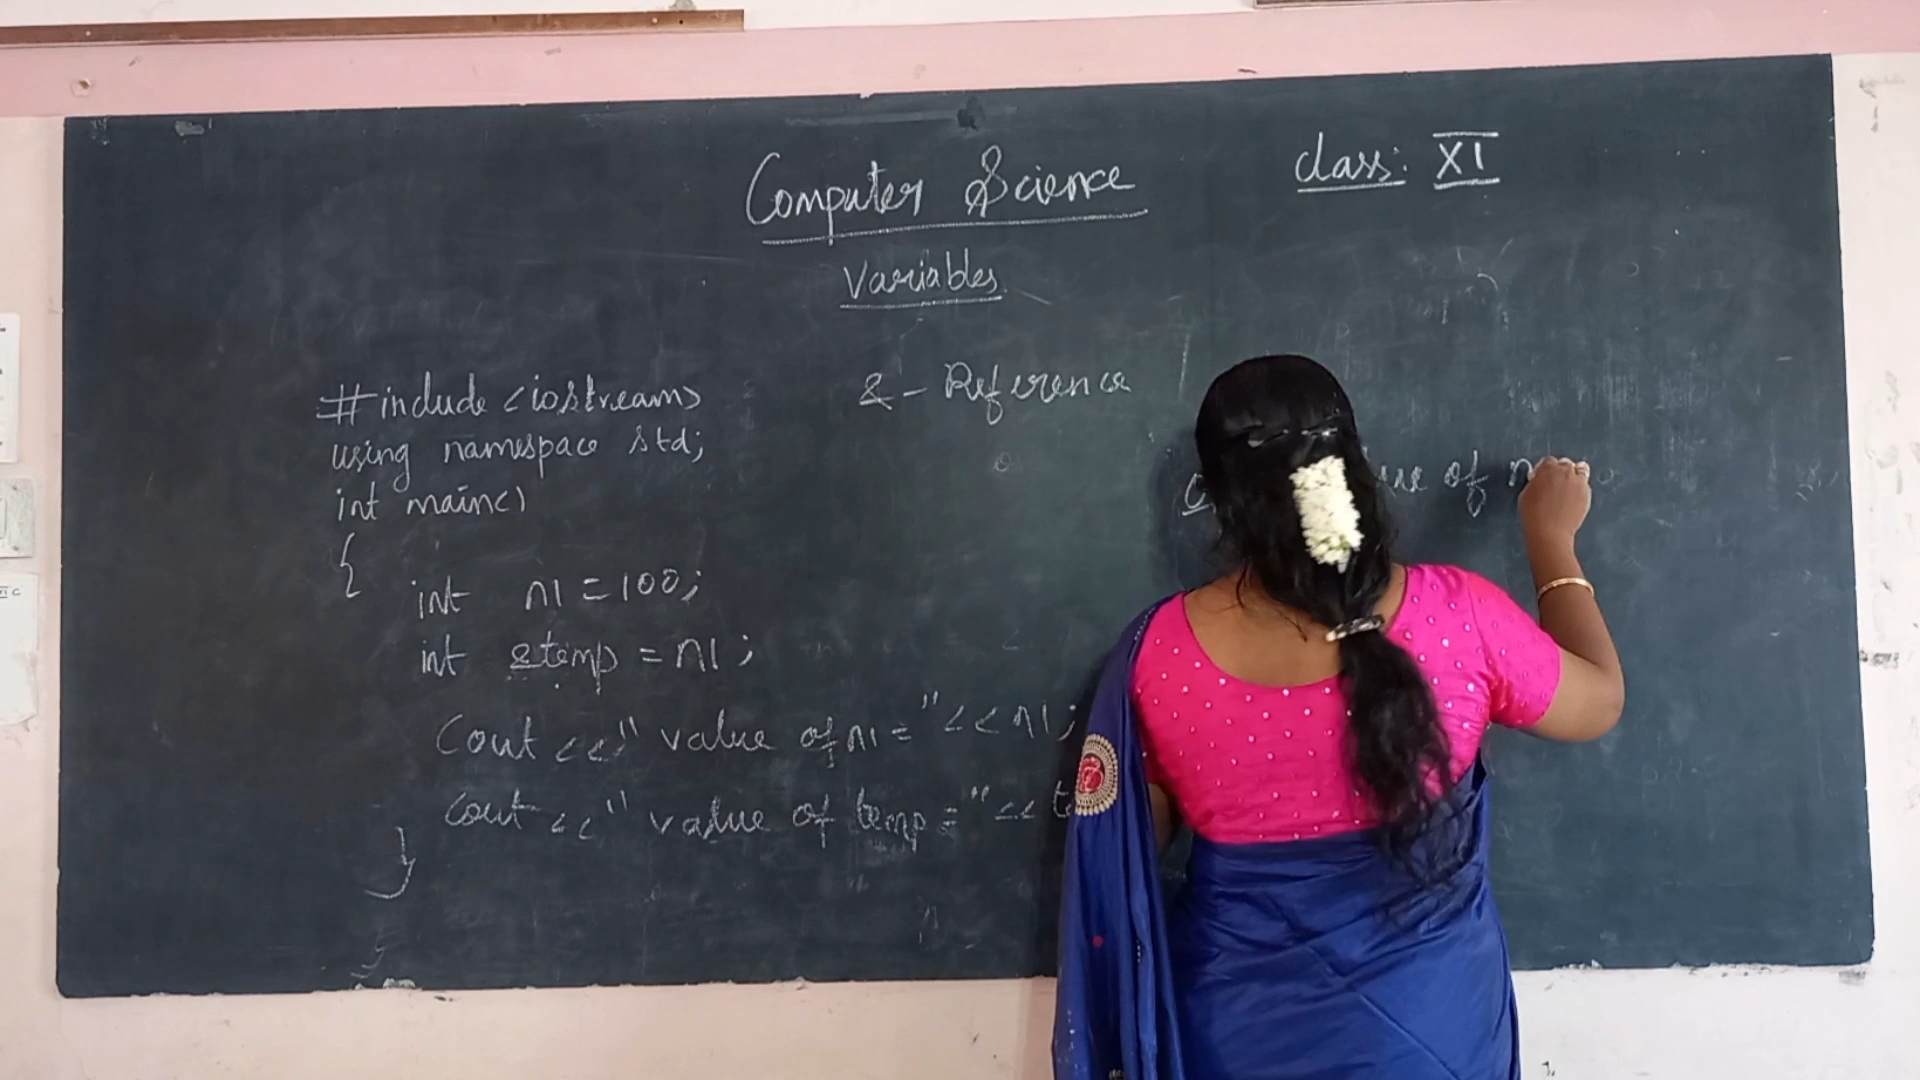 Computer Science
class: XI
Variables
& - Reference
#include <iostream>
using namespace std;
int main()
{
int n1 = 100;
int &temp = n1;
Cout <<" value of n1 = "<< n1;
cout <<" value of temp = "<<
}
of